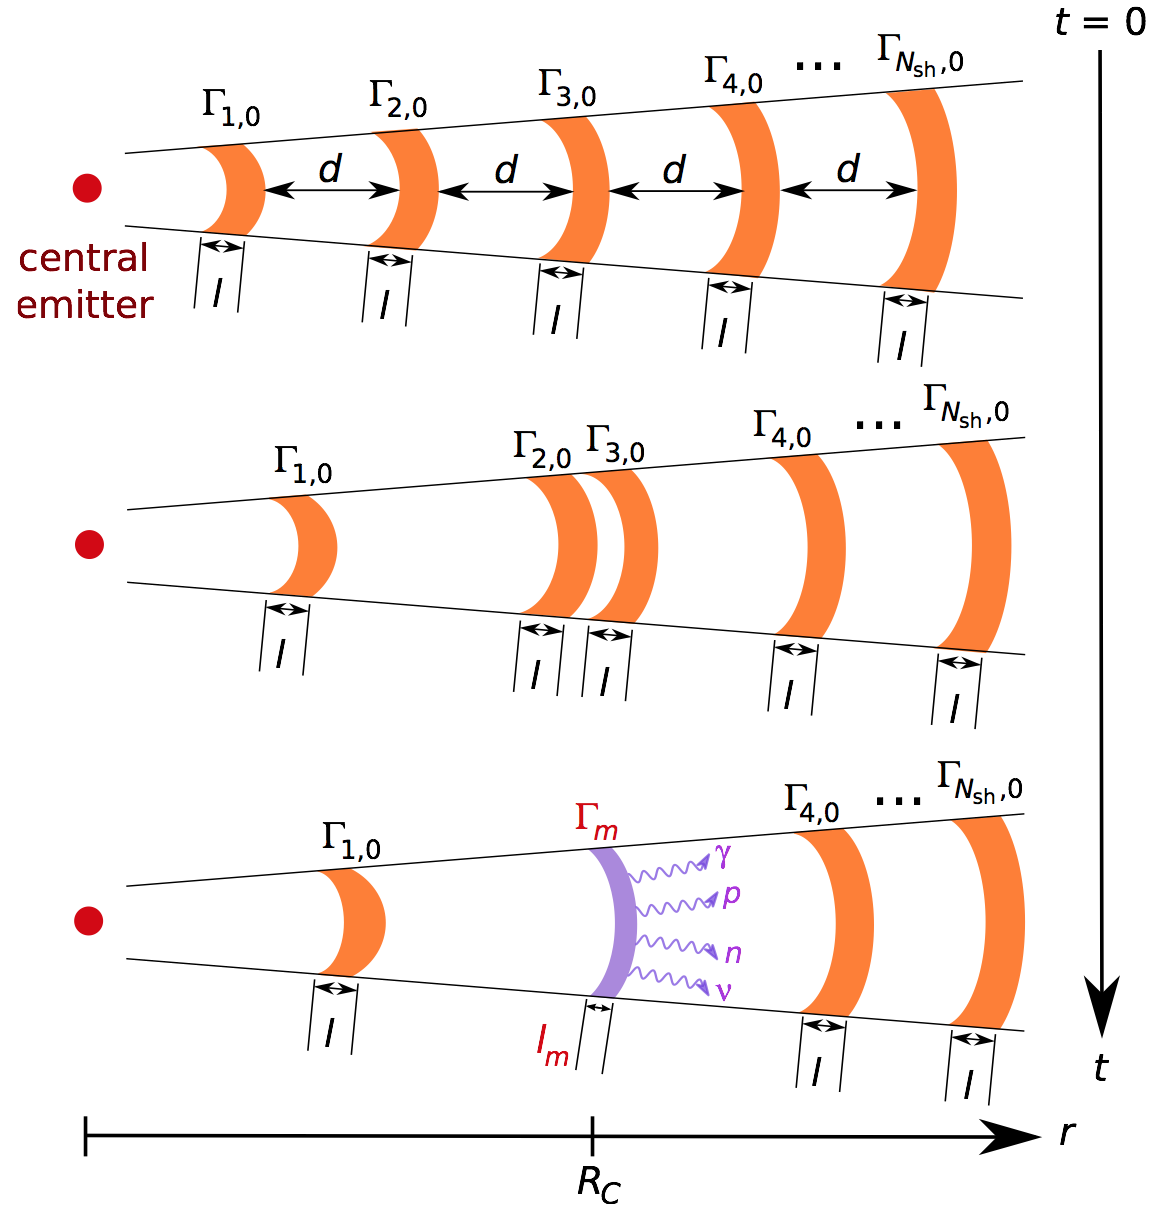 t = 0
Γ1,0 Γ2,0 Γ3,0 Γ4,0 ... ΓNsh,0
d d d d
central
emitter
l l l l l
Γ1,0 Γ2,0 Γ3,0 Γ4,0 ... ΓNsh,0
l l l l l
Γ1,0 Γm Γ4,0 ... ΓNsh,0
γ
p
n
ν
l lm l l
t
r
RC